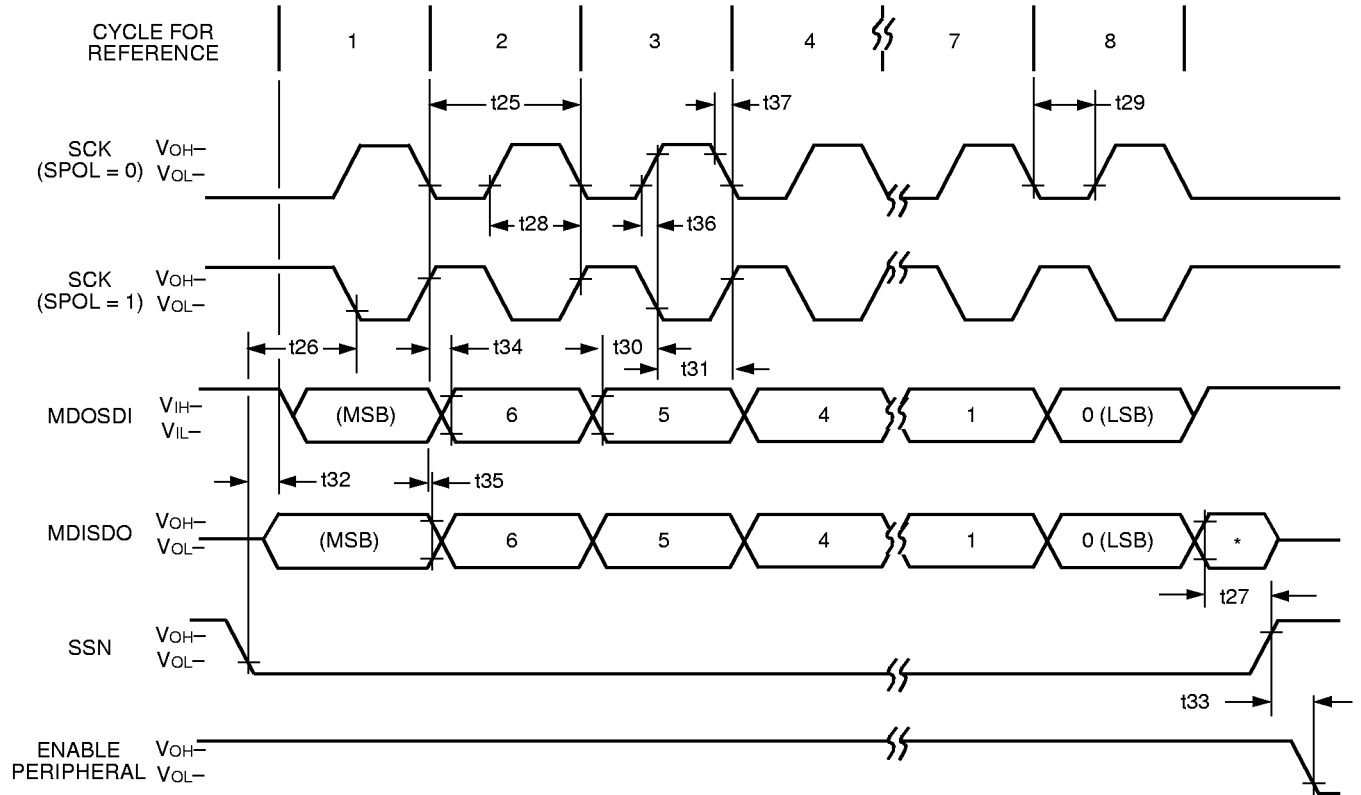 CYCLE FOR
REFERENCE
1 2 3 4 7 8
t25 t37 t29
SCK
(SPOL = 0)
VOH–
VOL–
t28 t36
SCK
(SPOL = 1)
VOH–
VOL–
t26 t34 t30
t31
MDOSDI
VIH–
VIL–
(MSB) 6 5 4 1 0 (LSB)
t32 t35
MDISDO
VOH–
VOL–
(MSB) 6 5 4 1 0 (LSB) *
t27
SSN
VOH–
VOL–
t33
ENABLE
PERIPHERAL
VOH–
VOL–